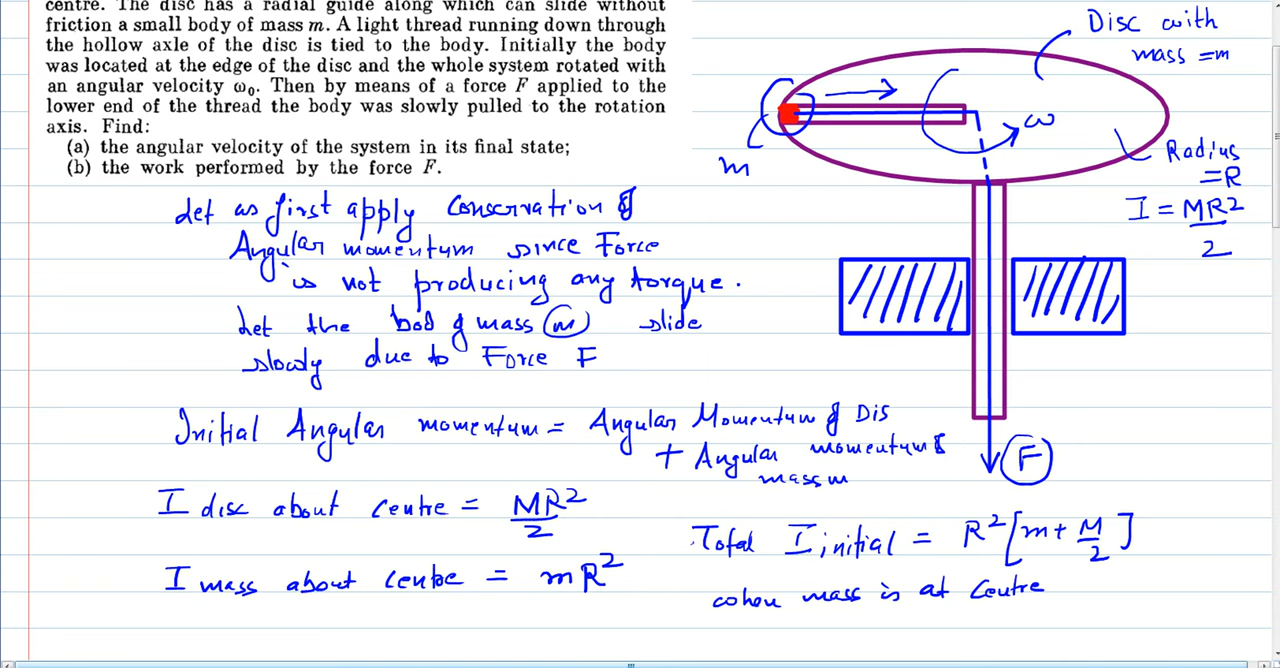 centre. The disc has a radial guide along which can slide without
friction a small body of mass m. A light thread running down through
the hollow axle of the disc is tied to the body. Initially the body
was located at the edge of the disc and the whole system rotated with
an angular velocity ω₀. Then by means of a force F applied to the
lower end of the thread the body was slowly pulled to the rotation
axis. Find:
(a) the angular velocity of the system in its final state;
(b) the work performed by the force F.
Disc with
mass =m
ω
m
Radius
=R
I = MR²
2
Let as first apply Conservation of
Angular momentum since Force
is not producing any torque.
Let the bod of mass (m) slide
slowly due to Force F
F
Initial Angular momentum = Angular Momentum of Dis
+ Angular momentum of
mass m
I disc about centre = MR²
2
I mass about centre = mR²
Total I initial = R² [m + M/2]
when mass is at Centre